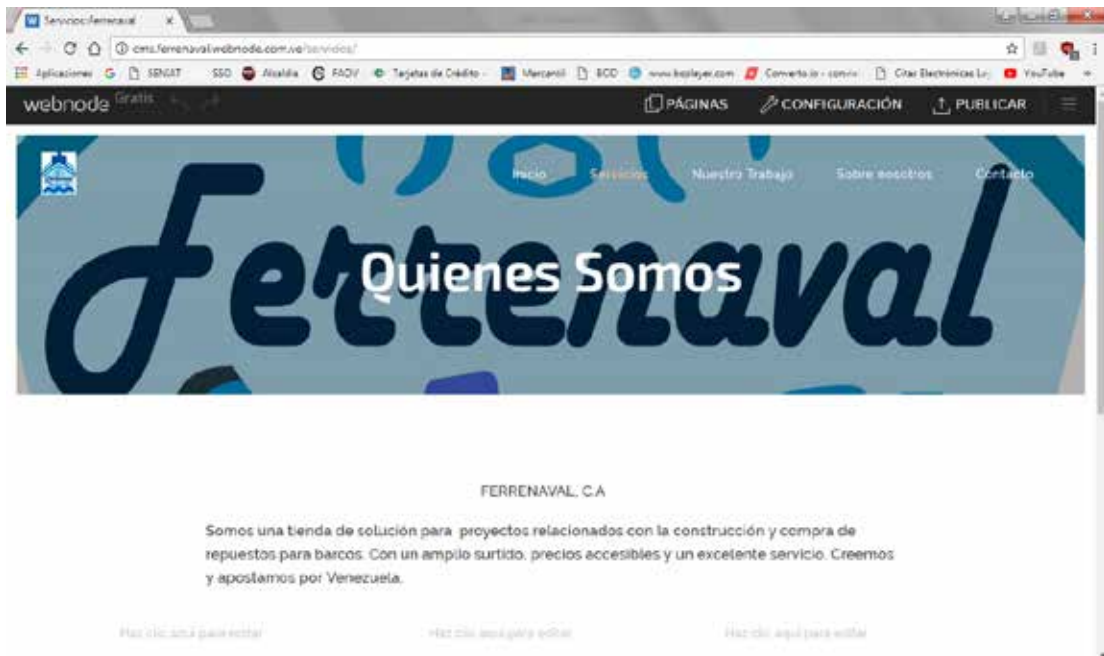 Servicios: ferrenaval
cms.ferrenaval.webnode.com.ve/servicios/
Aplicaciones SENIAT SSO Alcaldía FAOV Tarjetas de Crédito - Mercantil BOD www.bsplayer.com Convertio.io - conviv Citas Electrónicas YouTube
webnode Gratis PÁGINAS CONFIGURACIÓN PUBLICAR
Inicio Servicios Nuestro Trabajo Sobre nosotros Contacto
Ferrenaval
Quienes Somos
FERRENAVAL, C.A
Somos una tienda de solución para proyectos relacionados con la construcción y compra de
repuestos para barcos. Con un amplio surtido, precios accesibles y un excelente servicio. Creemos
y apostamos por Venezuela.
Haz clic aquí para editar Haz clic aquí para editar Haz clic aquí para editar